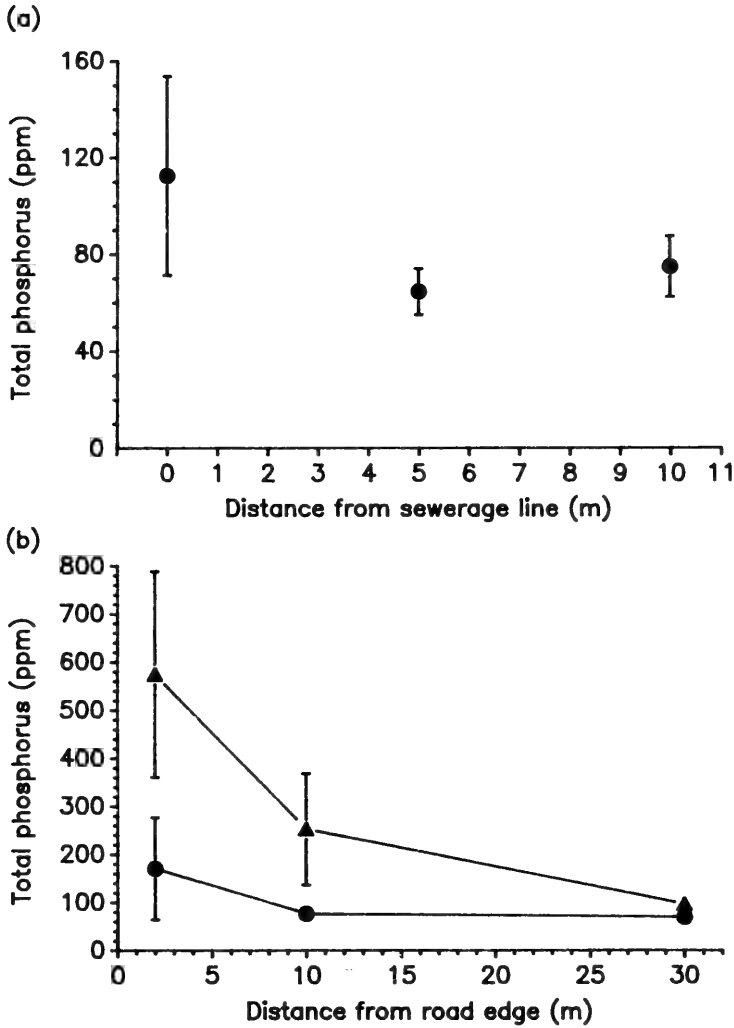 (a)
Total phosphorus (ppm)
160
120
80
40
0
0 1 2 3 4 5 6 7 8 9 10 11
Distance from sewerage line (m)
(b)
Total phosphorus (ppm)
800
700
600
500
400
300
200
100
0
0 5 10 15 20 25 30
Distance from road edge (m)